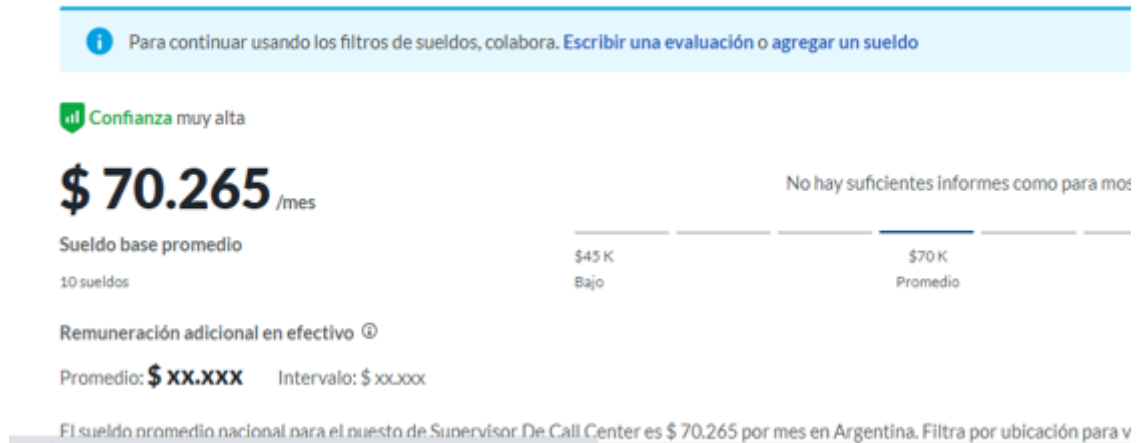 Para continuar usando los filtros de sueldos, colabora. Escribir una evaluación o agregar un sueldo
Confianza muy alta
$ 70.265 /mes
No hay suficientes informes como para mos
Sueldo base promedio
$45 K
$70 K
10 sueldos
Bajo
Promedio
Remuneración adicional en efectivo
Promedio: $ xx.xxx Intervalo: $ xx.xxx
El sueldo promedio nacional para el puesto de Supervisor De Call Center es $ 70.265 por mes en Argentina. Filtra por ubicación para v